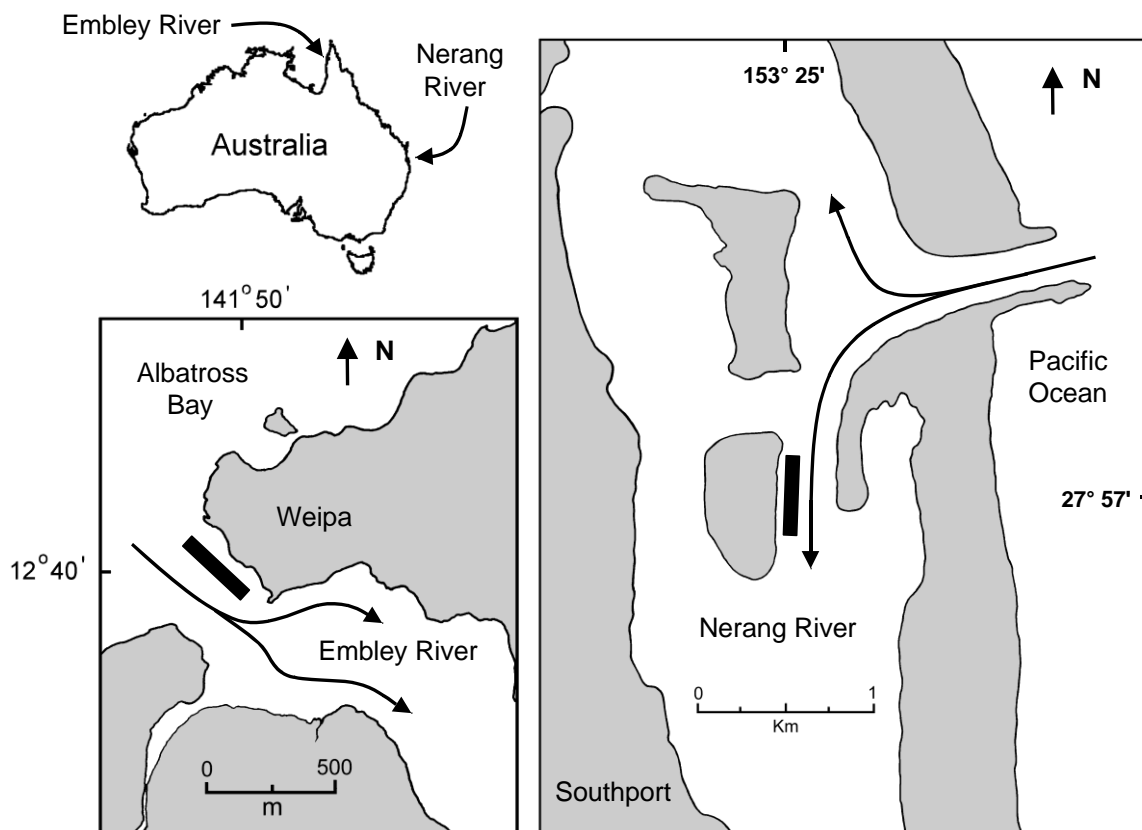 Embley River
Nerang
River
Australia
141° 50'
N
Albatross
Bay
Weipa
12° 40'
Embley River
0 500
m
153° 25'
N
Pacific
Ocean
27° 57'
Nerang River
0 1
Km
Southport